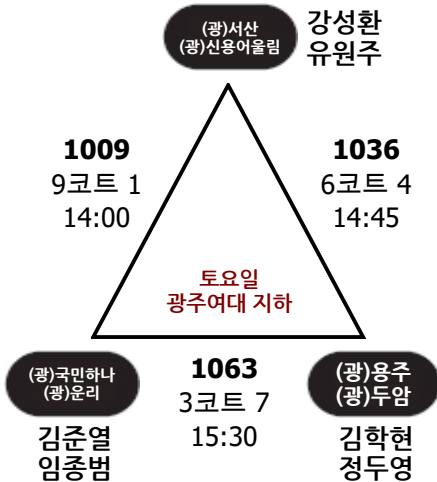 (광)서산
(광)신용어울림
강성환
유원주
1009
9코트 1
14:00
1036
6코트 4
14:45
토요일
광주여대 지하
(광)국민하나
(광)운리
김준열
임종범
1063
3코트 7
15:30
(광)용주
(광)두암
김학현
정두영